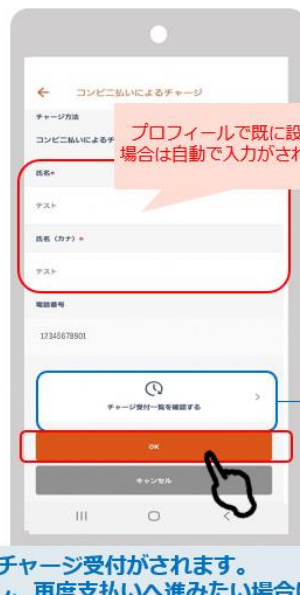 コンビニ払いによるチャージ
チャージ方法
コンビニ払いによるチ
プロフィールで既に設
場合は自動で入力がされ
氏名*
テスト
氏名（カナ）*
テスト
電話番号
17345678901
チャージ受付一覧を確認する
OK
キャンセル
チャージ受付がされます。
し、再度支払いへ進みたい場合は